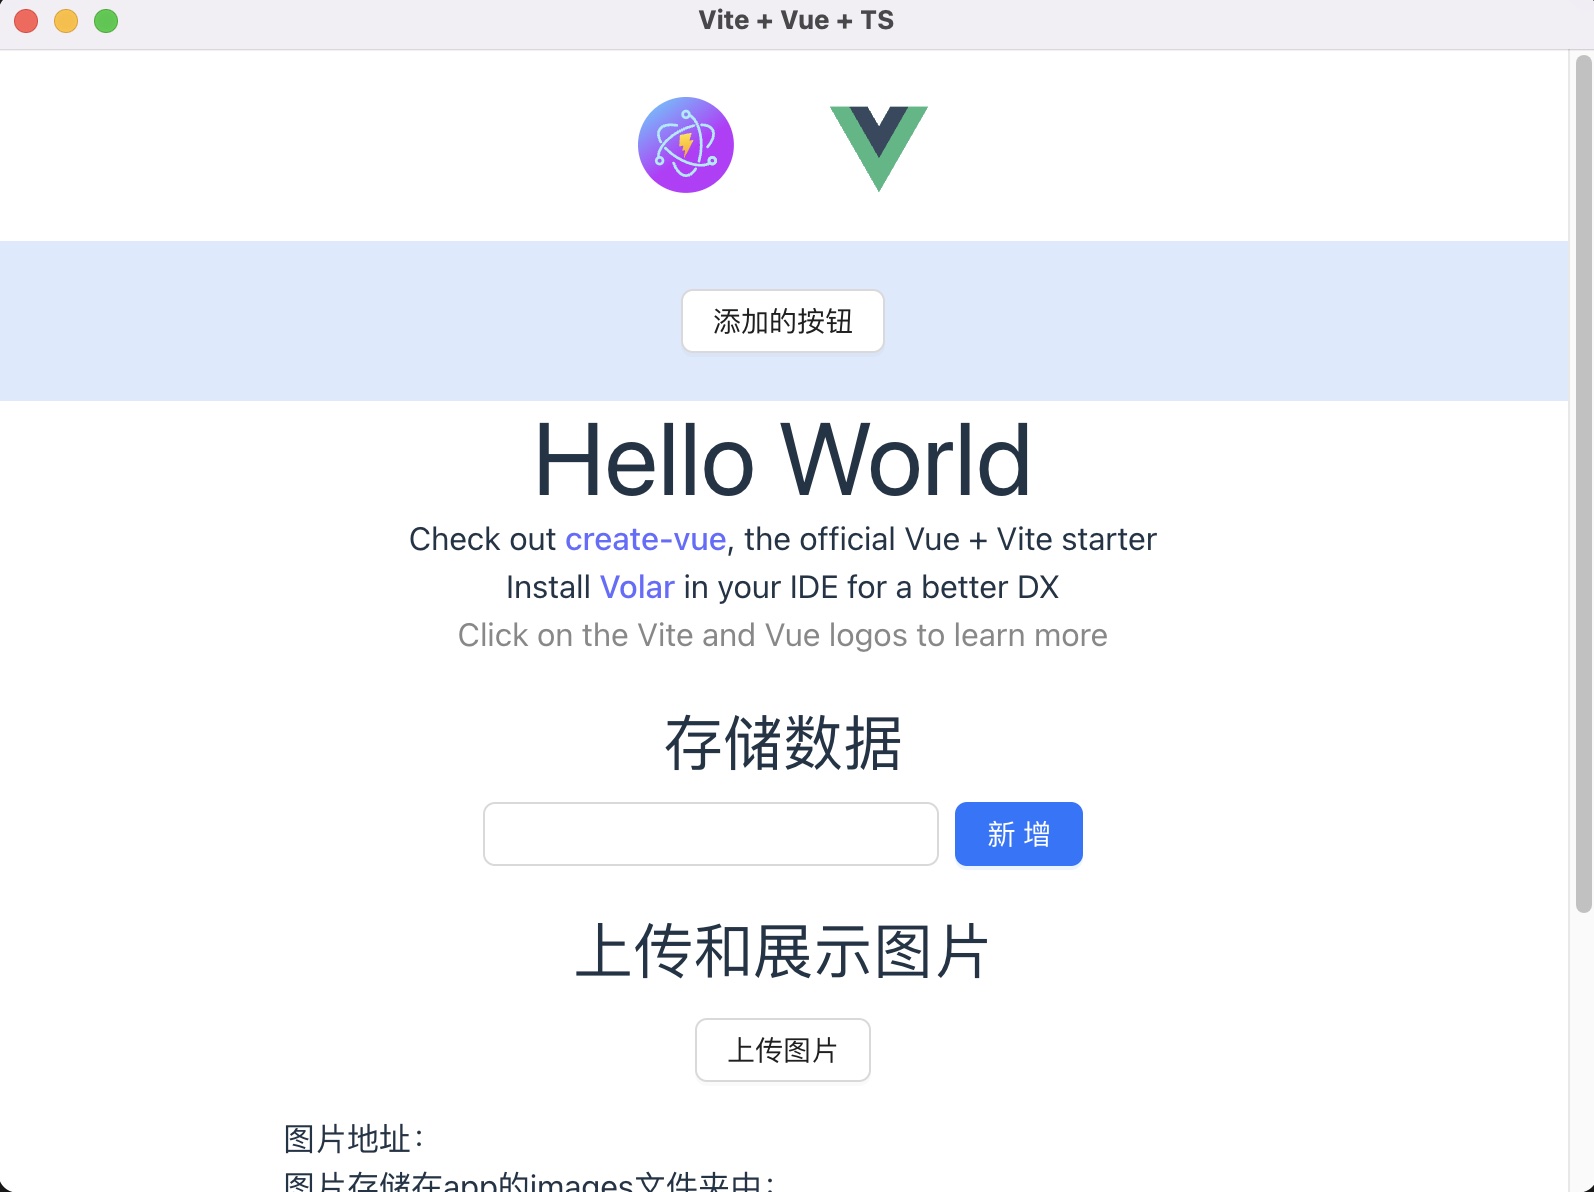 Vite + Vue + TS
添加的按钮
Hello World
Check out create-vue, the official Vue + Vite starter
Install Volar in your IDE for a better DX
Click on the Vite and Vue logos to learn more
存储数据
新 增
上传和展示图片
上传图片
图片地址：
图片存储在app的images文件夹中：